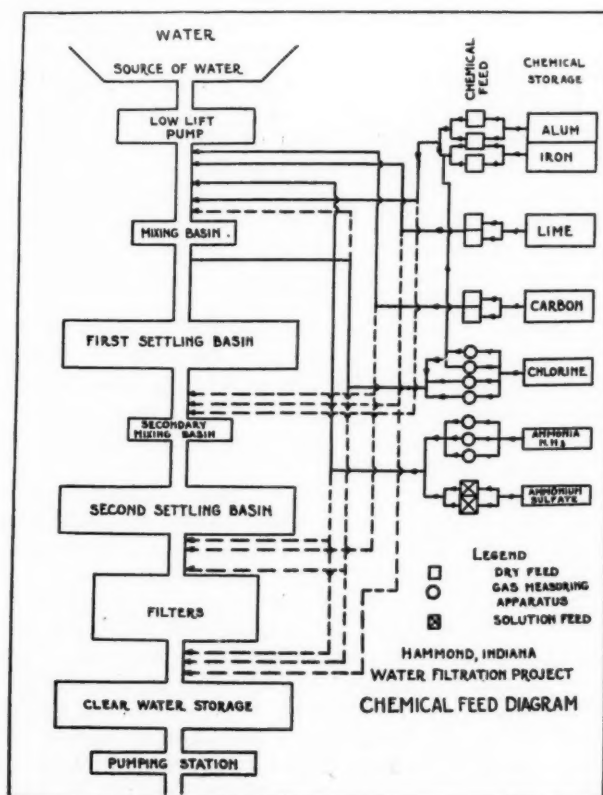 WATER
SOURCE OF WATER
LOW LIFT
PUMP
MIXING BASIN
FIRST SETTLING BASIN
SECONDARY
MIXING BASIN
SECOND SETTLING BASIN
FILTERS
CLEAR WATER STORAGE
PUMPING STATION
CHEMICAL
FEED
CHEMICAL
STORAGE
ALUM
IRON
LIME
CARBON
CHLORINE
AMMONIA
N.H3
AMMONIUM
SULFATE
LEGEND
DRY FEED
GAS MEASURING
APPARATUS
SOLUTION FEED
HAMMOND, INDIANA
WATER FILTRATION PROJECT
CHEMICAL FEED DIAGRAM